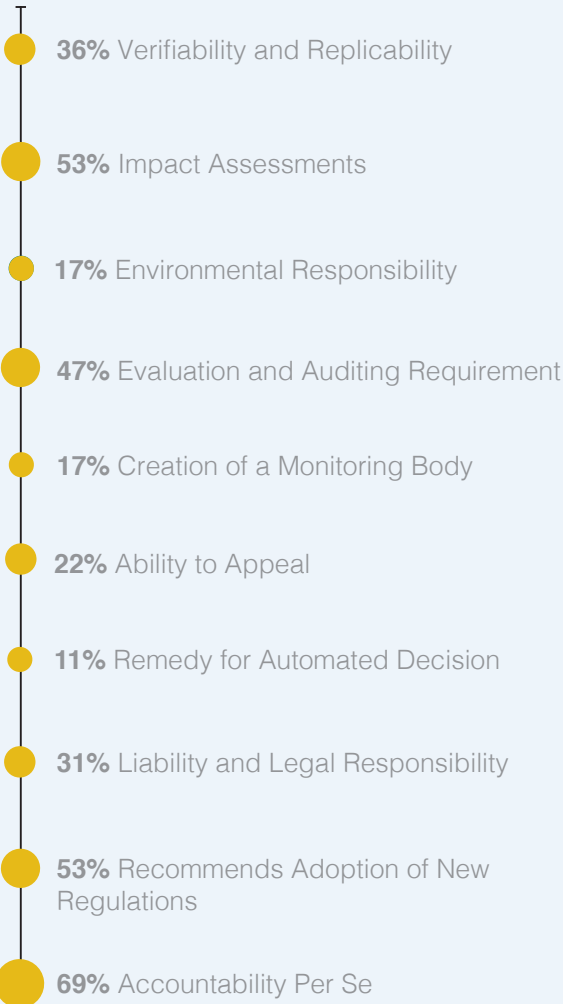 36% Verifiability and Replicability
53% Impact Assessments
17% Environmental Responsibility
47% Evaluation and Auditing Requirement
17% Creation of a Monitoring Body
22% Ability to Appeal
11% Remedy for Automated Decision
31% Liability and Legal Responsibility
53% Recommends Adoption of New
Regulations
69% Accountability Per Se